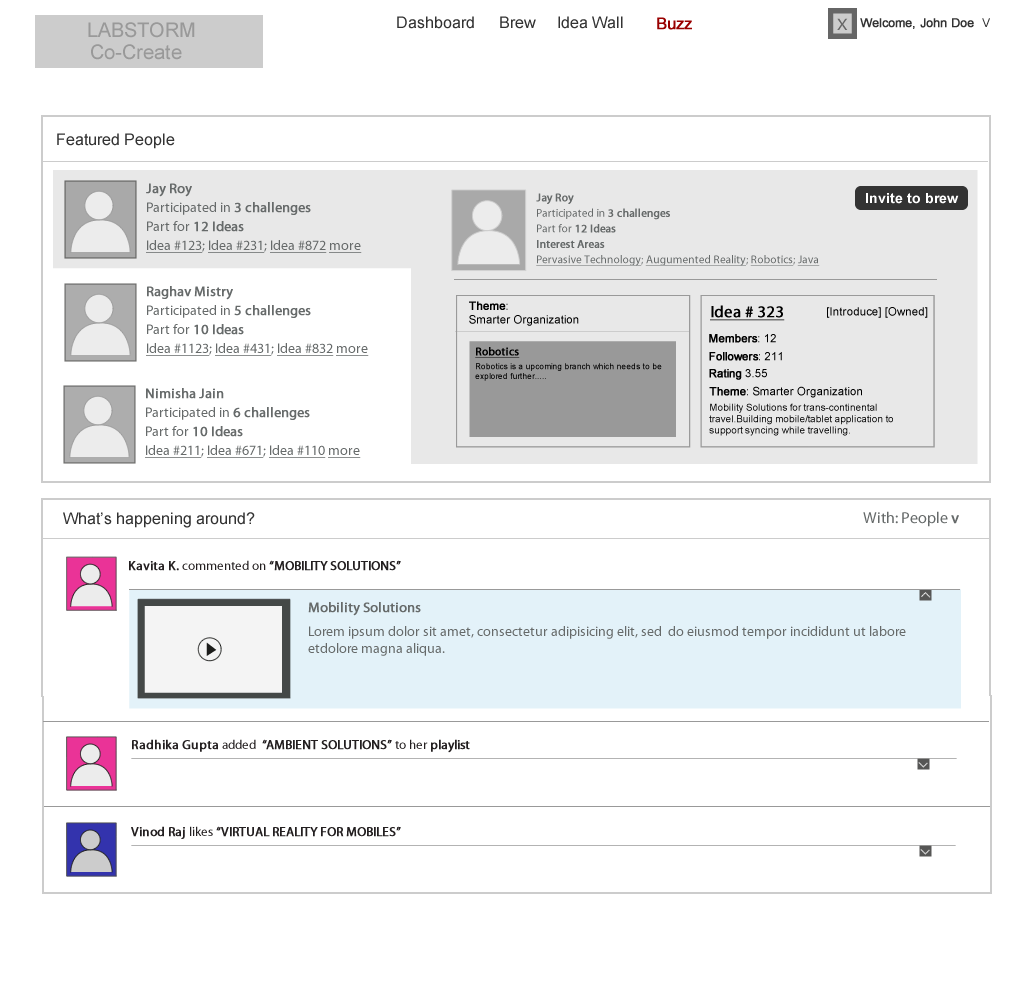 LABSTORM
Co-Create
Dashboard Brew Idea Wall Buzz
X Welcome, John Doe V
Featured People
Jay Roy
Participated in 3 challenges
Part for 12 Ideas
Idea #123; Idea #231; Idea #872 more
Raghav Mistry
Participated in 5 challenges
Part for 10 Ideas
Idea #1123; Idea #431; Idea #832 more
Nimisha Jain
Participated in 6 challenges
Part for 10 Ideas
Idea #211; Idea #671; Idea #110 more
Jay Roy
Participated in 3 challenges
Part for 12 Ideas
Interest Areas
Pervasive Technology; Augumented Reality; Robotics; Java
Invite to brew
Theme:
Smarter Organization
Robotics
Robotics is a upcoming branch which needs to be
explored further.....
Idea # 323 [Introduce] [Owned]
Members: 12
Followers: 211
Rating 3.55
Theme: Smarter Organization
Mobility Solutions for trans-continental
travel.Building mobile/tablet application to
support syncing while travelling.
What's happening around? With: People v
Kavita K. commented on “MOBILITY SOLUTIONS”
Mobility Solutions
Lorem ipsum dolor sit amet, consectetur adipisicing elit, sed do eiusmod tempor incididunt ut labore
etdolore magna aliqua.
Radhika Gupta added “AMBIENT SOLUTIONS” to her playlist
Vinod Raj likes “VIRTUAL REALITY FOR MOBILES”